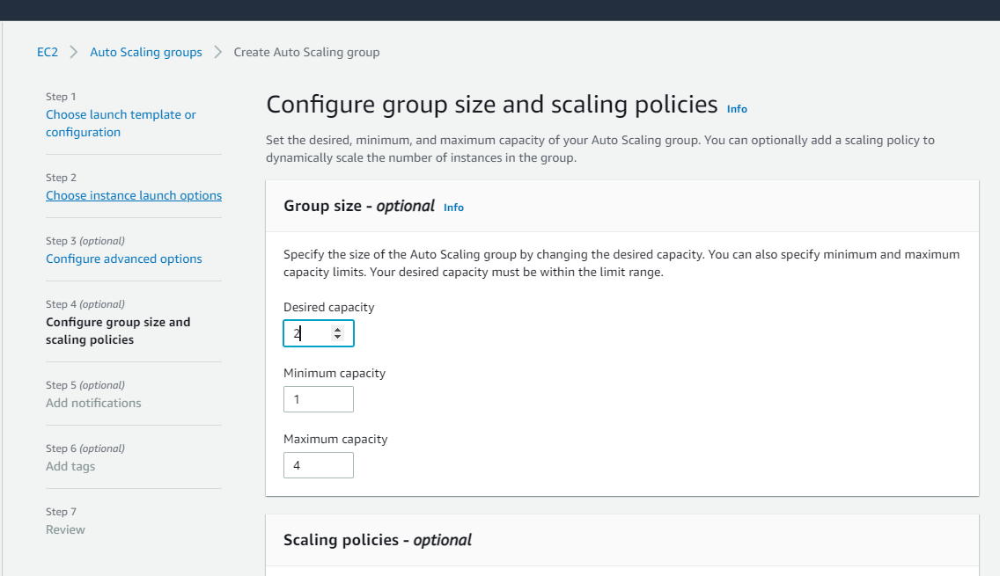 EC2 > Auto Scaling groups > Create Auto Scaling group
Step 1
Choose launch template or
configuration
Step 2
Choose instance launch options
Step 3 (optional)
Configure advanced options
Step 4 (optional)
Configure group size and
scaling policies
Step 5 (optional)
Add notifications
Step 6 (optional)
Add tags
Step 7
Review
Configure group size and scaling policies Info
Set the desired, minimum, and maximum capacity of your Auto Scaling group. You can optionally add a scaling policy to
dynamically scale the number of instances in the group.
Group size - optional Info
Specify the size of the Auto Scaling group by changing the desired capacity. You can also specify minimum and maximum
capacity limits. Your desired capacity must be within the limit range.
Desired capacity
2
Minimum capacity
1
Maximum capacity
4
Scaling policies - optional